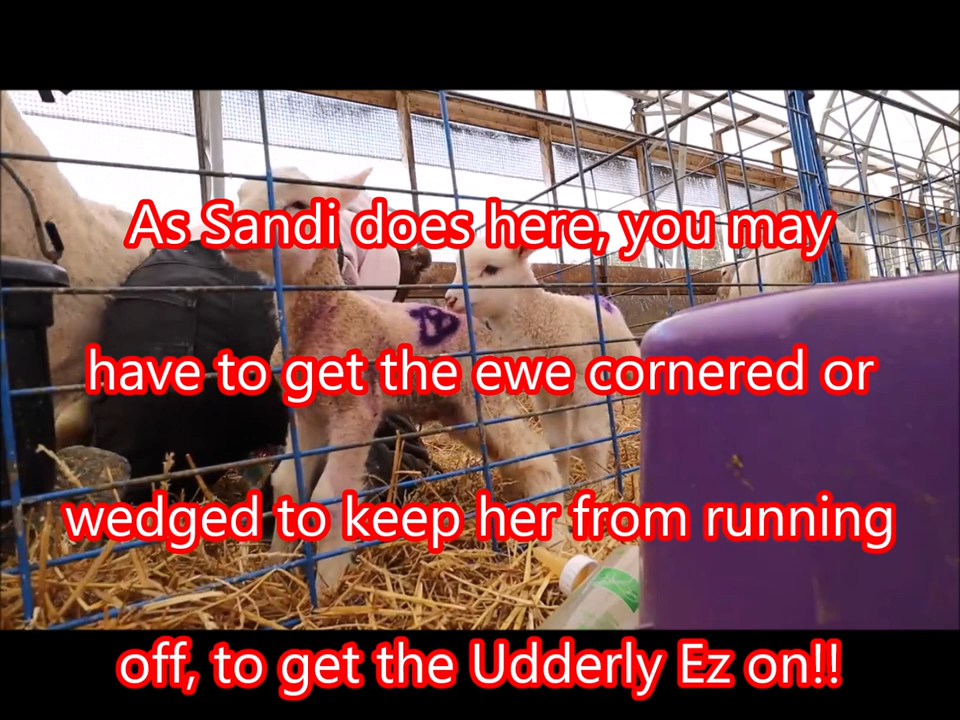 As Sandi does here, you may
have to get the ewe cornered or
wedged to keep her from running
off, to get the Udderly Ez on!!